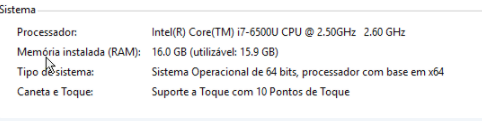 Sistema
Processador: Intel(R) Core(TM) i7-6500U CPU @ 2.50GHz 2.60 GHz
Memória instalada (RAM): 16.0 GB (utilizável: 15.9 GB)
Tipo de sistema: Sistema Operacional de 64 bits, processador com base em x64
Caneta e Toque: Suporte a Toque com 10 Pontos de Toque